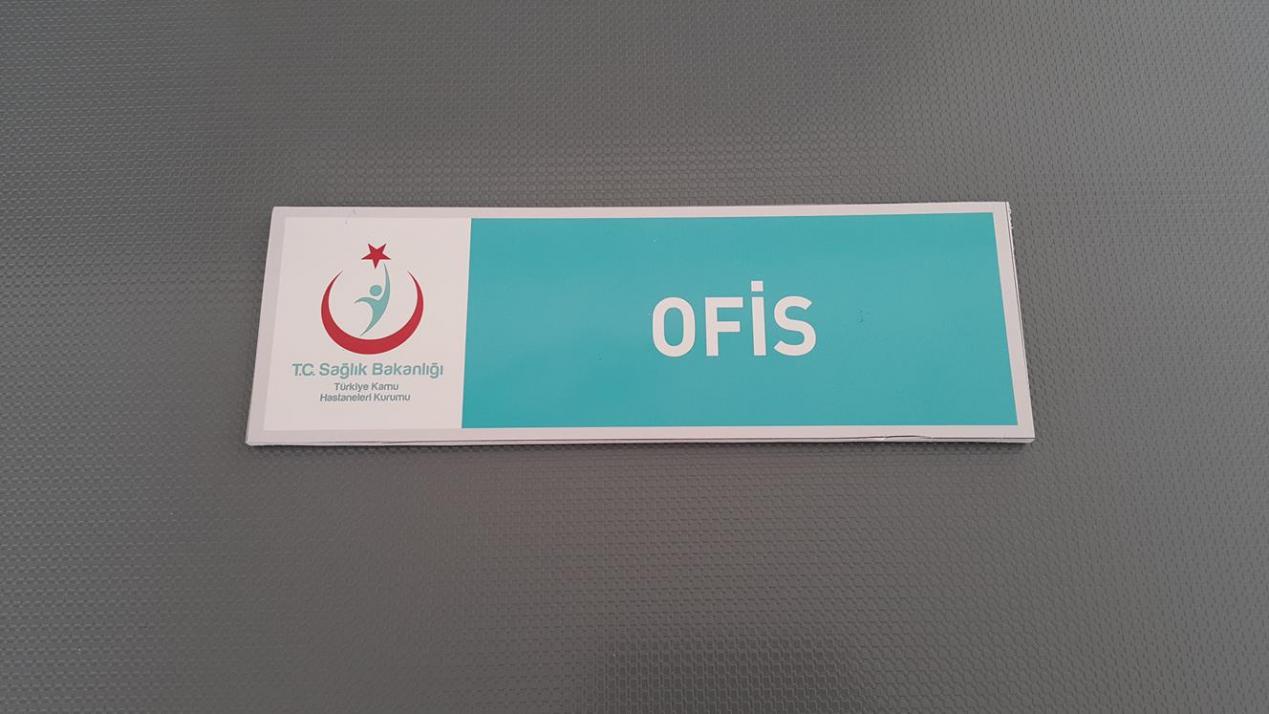 T.C. Sağlık Bakanlığı
Türkiye Kamu
Hastaneleri Kurumu
OFİS